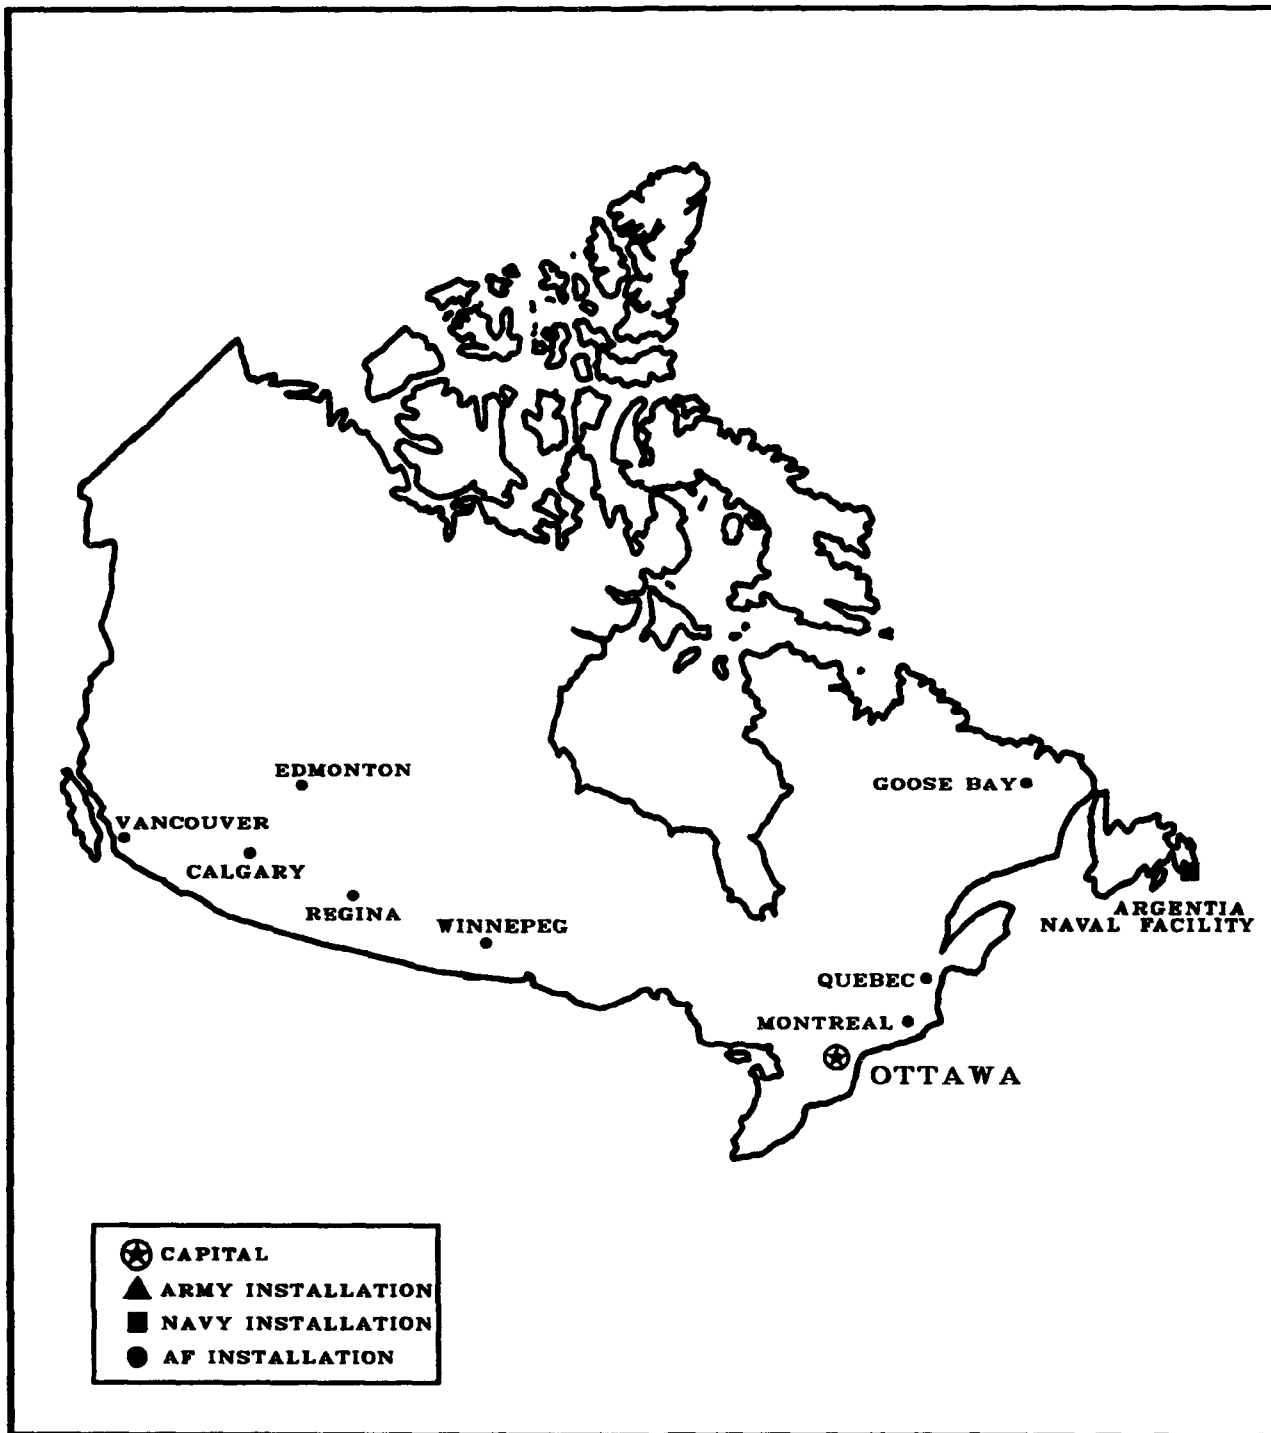 EDMONTON
GOOSE BAY
VANCOUVER
CALGARY
REGINA
WINNEPEG
ARGENTIA
NAVAL FACILITY
QUEBEC
MONTREAL
OTTAWA
CAPITAL
ARMY INSTALLATION
NAVY INSTALLATION
AF INSTALLATION